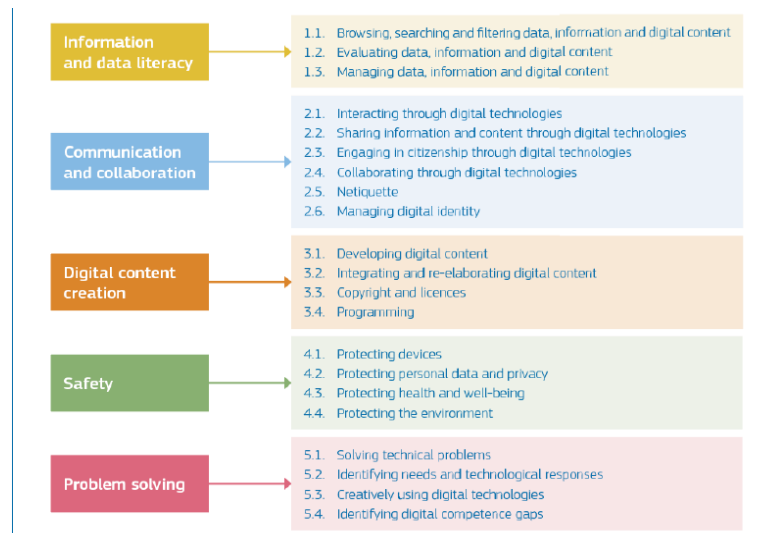 Information
and data literacy
1.1. Browsing, searching and filtering data, information and digital content
1.2. Evaluating data, information and digital content
1.3. Managing data, information and digital content
Communication
and collaboration
2.1. Interacting through digital technologies
2.2. Sharing information and content through digital technologies
2.3. Engaging in citizenship through digital technologies
2.4. Collaborating through digital technologies
2.5. Netiquette
2.6. Managing digital identity
Digital content
creation
3.1. Developing digital content
3.2. Integrating and re-elaborating digital content
3.3. Copyright and licences
3.4. Programming
Safety
4.1. Protecting devices
4.2. Protecting personal data and privacy
4.3. Protecting health and well-being
4.4. Protecting the environment
Problem solving
5.1. Solving technical problems
5.2. Identifying needs and technological responses
5.3. Creatively using digital technologies
5.4. Identifying digital competence gaps